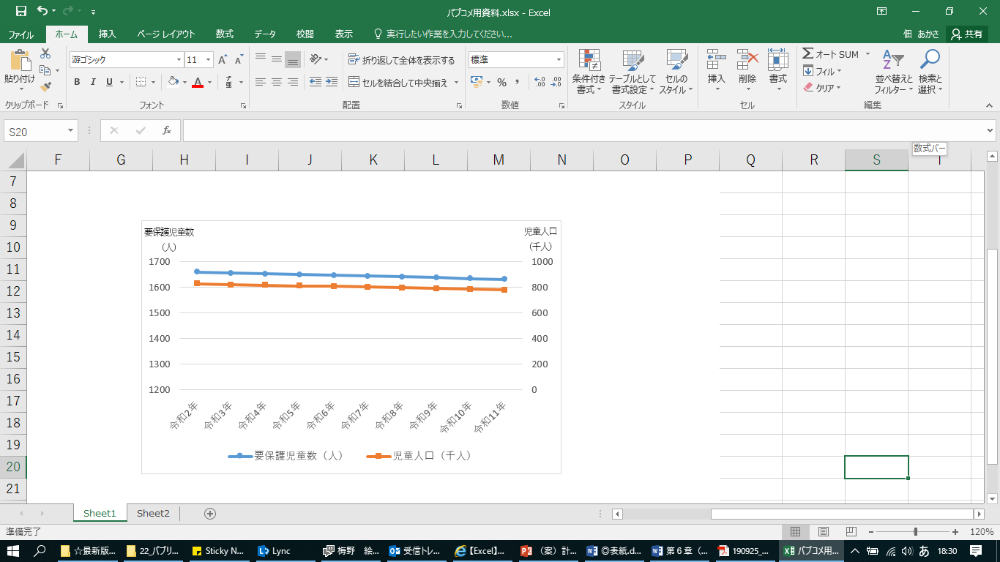 パブコメ用資料.xlsx - Excel
ファイル ホーム 挿入 ページ レイアウト 数式 データ 校閲 表示 実行したい作業を入力してください... 佃 あかさ 共有
貼り付け 游ゴシック 11 折り返して全体を表示する 標準 条件付き書式 テーブルとして書式設定 セルのスタイル 挿入 削除 書式 オート SUM 並べ替えとフィルター 検索と選択
B I U セルを結合して中央揃え % フィル クリア
クリップボード フォント 配置 数値 スタイル セル 編集
S20 fx
数式バー
F G H I J K L M N O P Q R S T
7
8
9
10
11
12
13
14
15
16
17
18
19
20
21
要保護児童数 児童人口
(人) (千人)
1700 1000
1600 800
1500 600
1400 400
1300 200
1200 0
令和2年 令和3年 令和4年 令和5年 令和6年 令和7年 令和8年 令和9年 令和10年 令和11年
要保護児童数（人） 児童人口（千人）
Sheet1 Sheet2
準備完了 120%
☆最新版... 22_パブリ... Sticky N... Lync 梅野 絵... 受信トレ... 【Excel】... （案）計... ◎表紙.d... 第６章（... 190925_... パブコメ用... あ 18:30